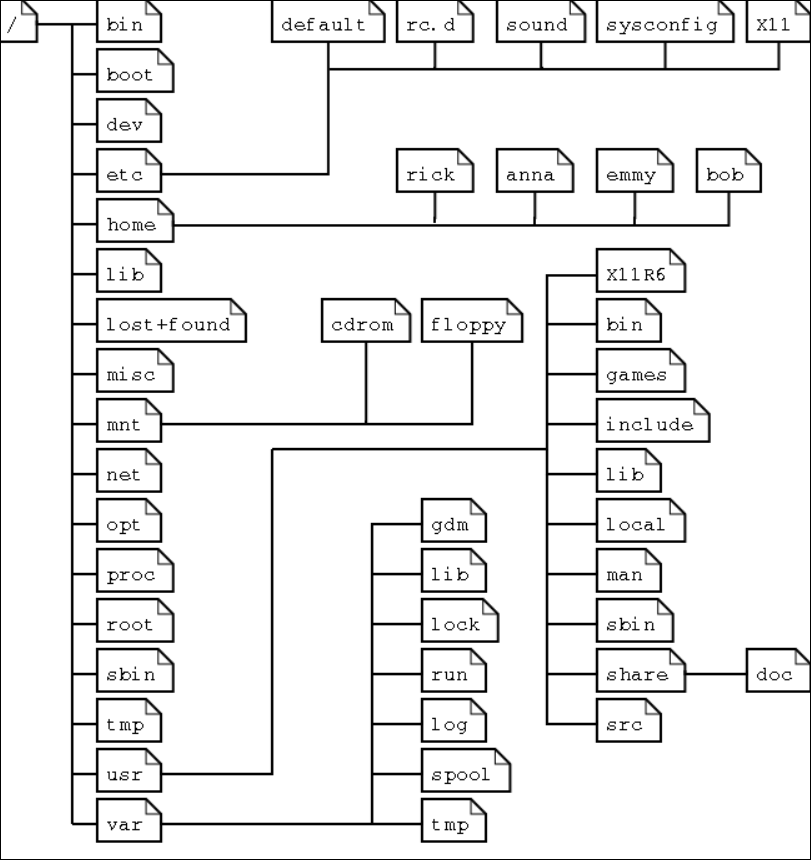 / bin default rc.d sound sysconfig X11
boot
dev
etc rick anna emmy bob
home
lib X11R6
lost+found cdrom floppy bin
misc games
mnt include
net lib
opt gdm local
proc lib man
root lock sbin
sbin run share doc
tmp log src
usr spool
var tmp